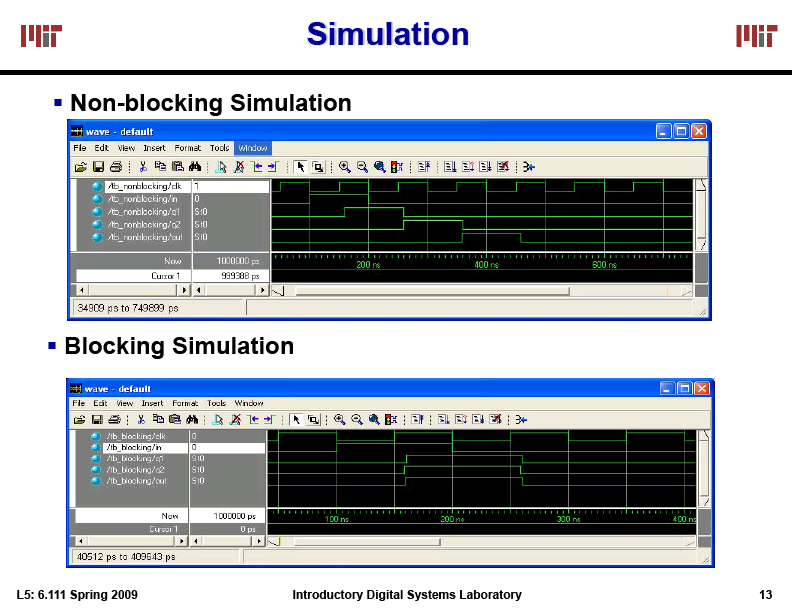 MIT
Simulation
MIT
Non-blocking Simulation
wave - default
File Edit View Insert Format Tools Window
/tb_nonblocking/clk 1
/tb_nonblocking/in 0
/tb_nonblocking/q1 St0
/tb_nonblocking/q2 St0
/tb_nonblocking/out St0
Now 1000000 ps 200 ns 400 ns 600 ns
Cursor 1 999388 ps
34909 ps to 749899 ps
Blocking Simulation
wave - default
File Edit View Insert Format Tools Window
/tb_blocking/clk 0
/tb_blocking/in 0
/tb_blocking/q1 St0
/tb_blocking/q2 St0
/tb_blocking/out St0
Now 1000000 ps 100 ns 200 ns 300 ns 400 ns
Cursor 1 0 ps
40512 ps to 409643 ps
L5: 6.111 Spring 2009 Introductory Digital Systems Laboratory 13